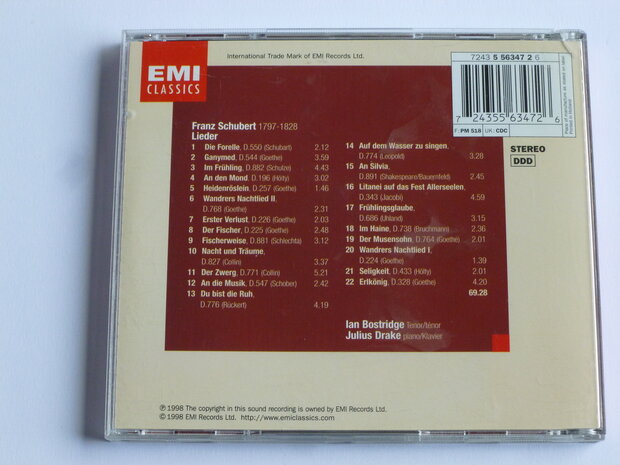 International Trade Mark of EMI Records Ltd.
EMI
CLASSICS
7243 5 56347 2 6
7 24355 63472 6
F: PM 518 UK: CDC
STEREO
DDD
Franz Schubert 1797-1828
Lieder
1 Die Forelle, D.550 (Schubart) 2.12
2 Ganymed, D.544 (Goethe) 3.59
3 Im Frühling, D.882 (Schulze) 4.43
4 An den Mond, D.196 (Hölty) 3.02
5 Heidenröslein, D.257 (Goethe) 1.46
6 Wandrers Nachtlied II
D.768 (Goethe) 2.31
7 Erster Verlust, D.226 (Goethe) 2.03
8 Der Fischer, D.225 (Goethe) 2.48
9 Fischerweise, D.881 (Schlechta) 3.12
10 Nacht und Träume,
D.827 (Collin) 3.37
11 Der Zwerg, D.771 (Collin) 5.21
12 An die Musik, D.547 (Schober) 2.42
13 Du bist die Ruh,
D.776 (Rückert) 4.19
14 Auf dem Wasser zu singen,
D.774 (Leopold) 3.28
15 An Silvia,
D.891 (Shakespeare/Bauernfeld) 2.45
16 Litanei auf das Fest Allerseelen,
D.343 (Jacobi) 4.59
17 Frühlingsglaube,
D.686 (Uhland) 3.15
18 Im Haine, D.738 (Bruchmann) 2.36
19 Der Musensohn, D.764 (Goethe) 2.01
20 Wandrers Nachtlied I,
D.224 (Goethe) 1.39
21 Seligkeit, D.433 (Hölty) 2.01
22 Erlkönig, D.328 (Goethe) 4.20
69.28
Ian Bostridge Tenor/ténor
Julius Drake piano/Klavier
℗ 1998 The copyright in this sound recording is owned by EMI Records Ltd.
© 1998 EMI Records Ltd. http://www.emiclassics.com